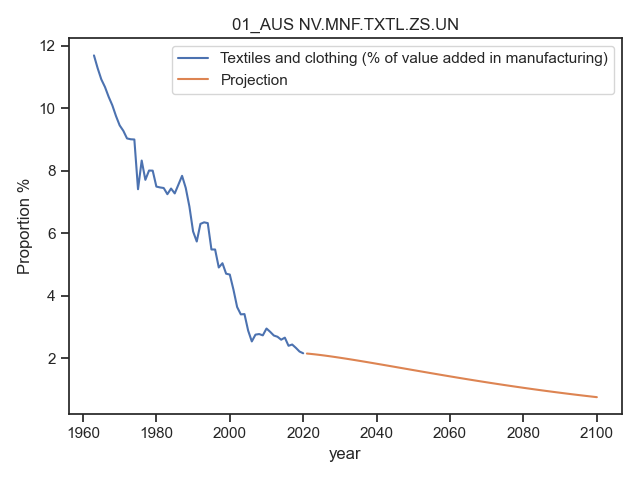 01_AUS NV.MNF.TXTL.ZS.UN
Textiles and clothing (% of value added in manufacturing)
Projection
Proportion %
12
10
8
6
4
2
1960 1980 2000 2020 2040 2060 2080 2100
year